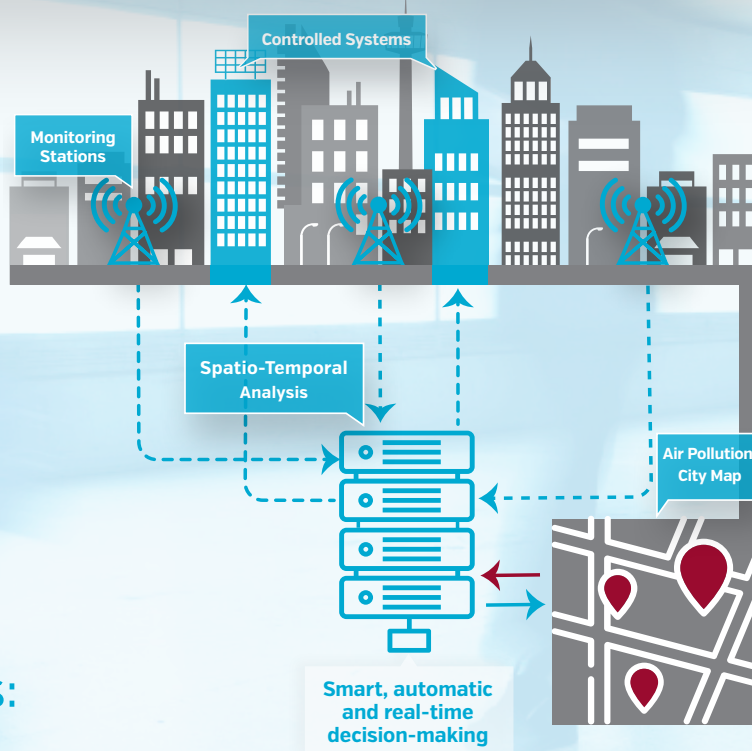 Controlled Systems
Monitoring
Stations
Spatio-Temporal
Analysis
Air Pollution
City Map
Smart, automatic
and real-time
decision-making